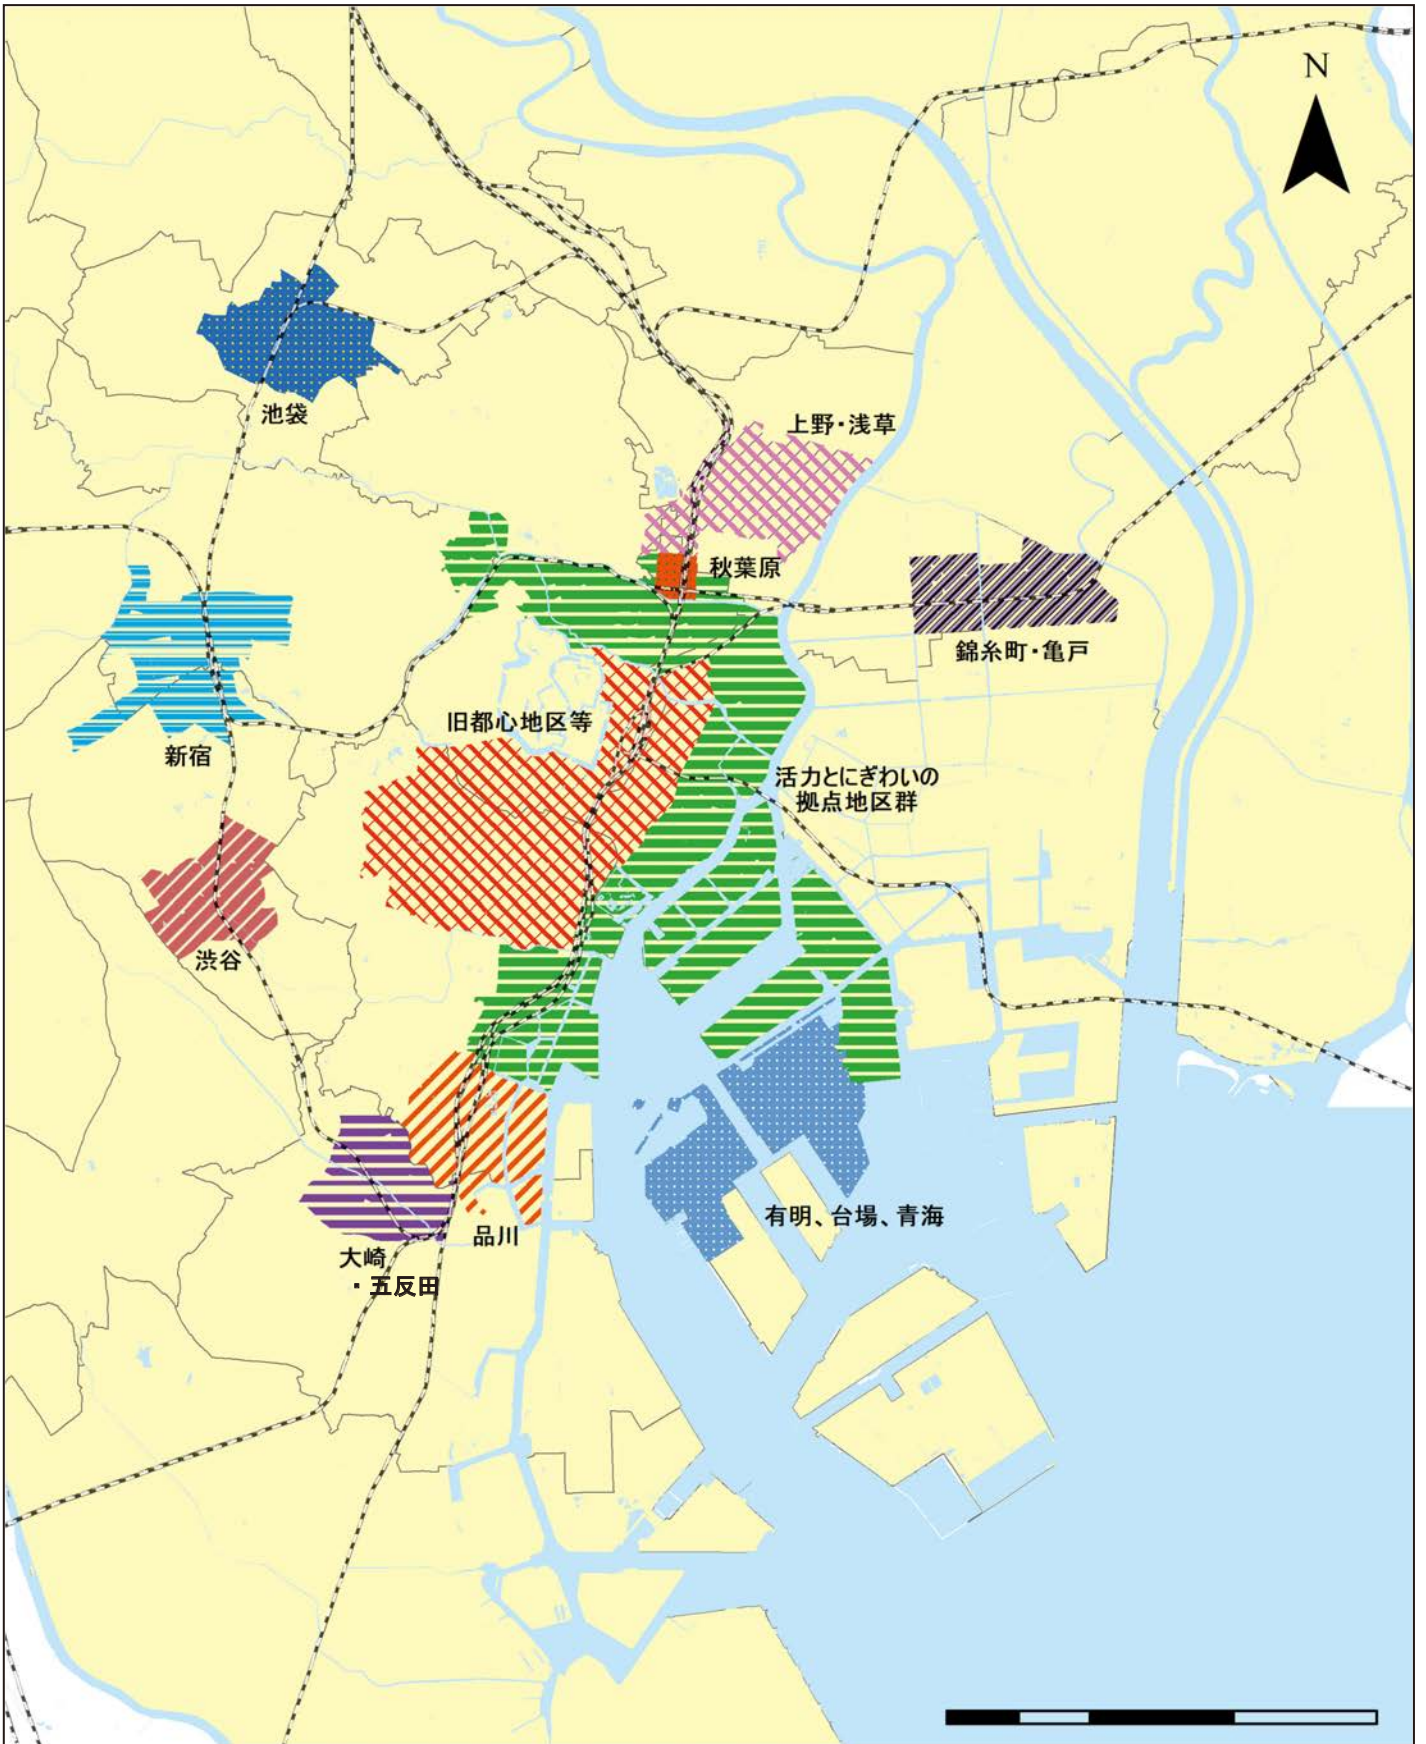 N
池袋
上野・浅草
秋葉原
錦糸町・亀戸
旧都心地区等
新宿
活力とにぎわいの
拠点地区群
渋谷
有明、台場、青海
品川
大崎
・五反田